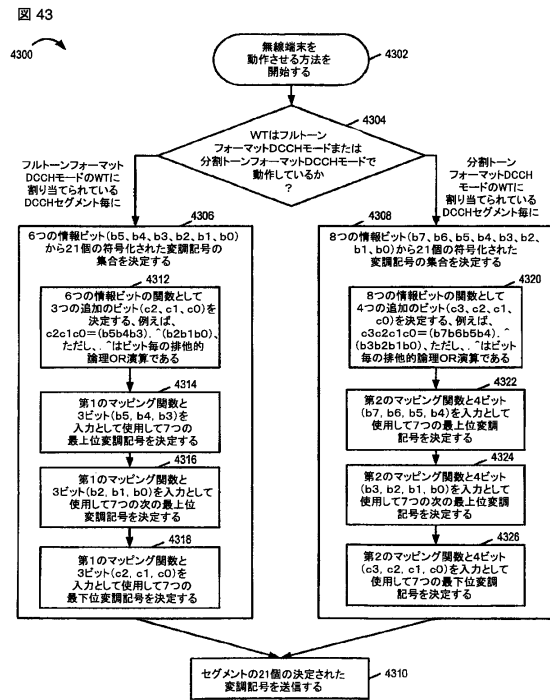 図 43
4300
無線端末を
動作させる方法を
開始する
4302
4304
WTはフルトーン
フォーマットDCCHモードまたは
分割トーンフォーマットDCCHモードで
動作しているか
?
フルトーンフォーマット
DCCHモードのWTに
割り当てられている
DCCHセグメント毎に
分割トーン
フォーマットDCCH
モードのWTに
割り当てられている
DCCHセグメント毎に
4306
6つの情報ビット(b5, b4, b3, b2, b1, b0)
から21個の符号化された変調記号の
集合を決定する
4312
6つの情報ビットの関数として
3つの追加のビット(c2、c1、c0)を
決定する、例えば、
c2c1c0=(b5b4b3). ^(b2b1b0)、
ただし、. ^はビット毎の排他的
論理OR演算である
4314
第1のマッピング関数と
3ビット(b5, b4, b3)を
入力として使用して7つの
最上位変調記号を決定する
4316
第1のマッピング関数と
3ビット(b2, b1, b0)を入力として
使用して7つの次の最上位
変調記号を決定する
4318
第1のマッピング関数と
3ビット(c2, c1, c0)を
入力として使用して7つの
最下位変調記号を決定する
4308
8つの情報ビット(b7, b6, b5, b4, b3, b2,
b1, b0)から21個の符号化された
変調記号の集合を決定する
4320
8つの情報ビットの関数として
4つの追加のビット(c3、c2、c1、
c0)を決定する、例えば、
c3c2c1c0=(b7b6b5b4). ^
(b3b2b1b0)、ただし、. ^はビット
毎の排他的論理OR演算である
4322
第2のマッピング関数と4ビット
(b7, b6, b5, b4)を入力として
使用して7つの最上位変調
記号を決定する
4324
第2のマッピング関数と4ビット
(b3, b2, b1, b0)を入力として
使用して7つの次の最上位変調
記号を決定する
4326
第2のマッピング関数と4ビット
(c3, c2, c1, c0)を入力として
使用して7つの最下位変調
記号を決定する
セグメントの21個の決定された
変調記号を送信する
4310